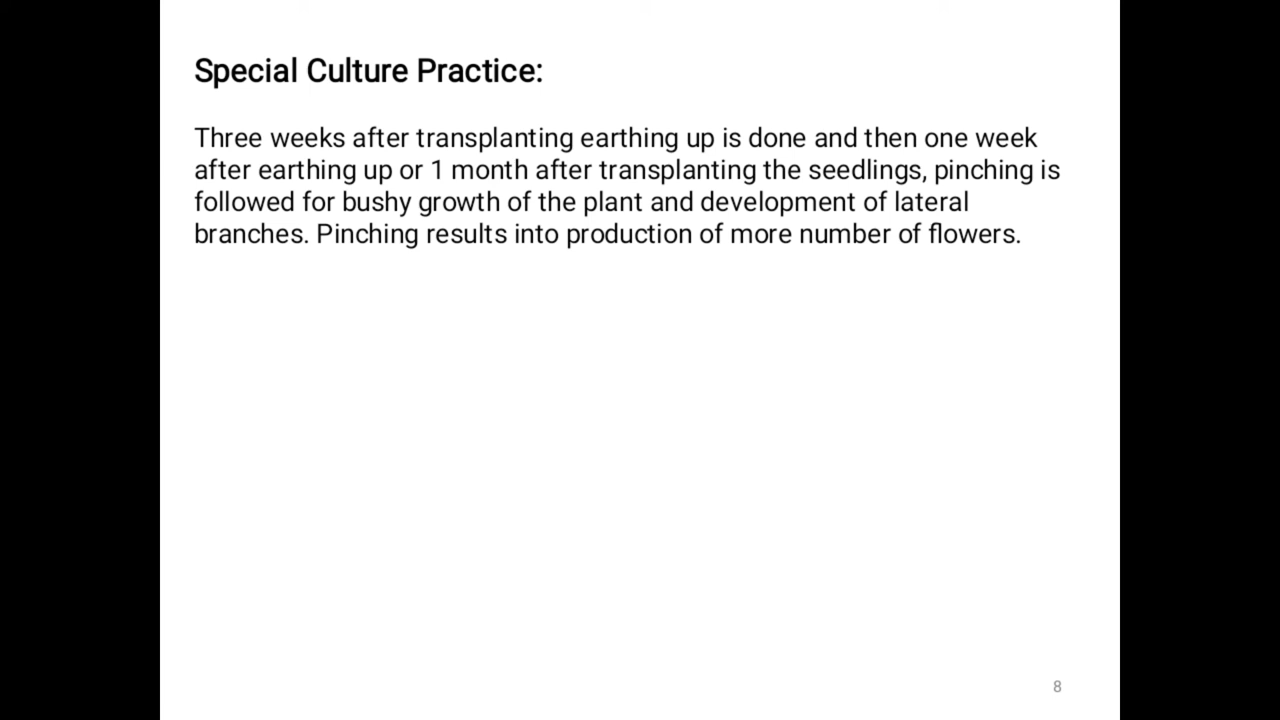 Special Culture Practice:
Three weeks after transplanting earthing up is done and then one week
after earthing up or 1 month after transplanting the seedlings, pinching is
followed for bushy growth of the plant and development of lateral
branches. Pinching results into production of more number of flowers.
8